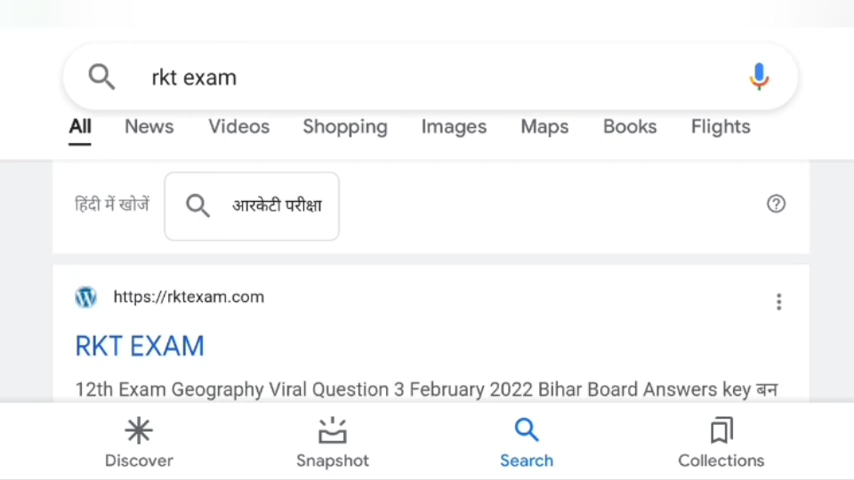 rkt exam
All News Videos Shopping Images Maps Books Flights
हिंदी में खोजें आरकेटी परीक्षा
https://rktexam.com
RKT EXAM
12th Exam Geography Viral Question 3 February 2022 Bihar Board Answers key बन
Discover Snapshot Search Collections